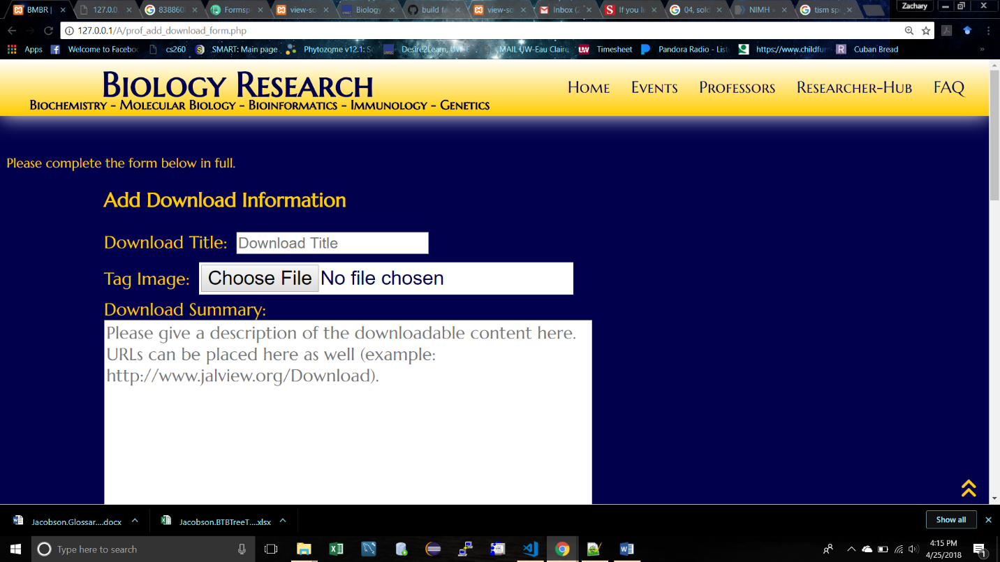 Zachary
BMBR |
127.0.0.
838860
Formsp
view-so
Biology
build fa
view-so
Inbox (2
If you li
04, sold
NIMH »
tism sp
127.0.0.1/A/prof_add_download_form.php
Apps
Welcome to Faceboo
cs260
SMART: Main page
Phytozome v12.1: S
Desire2Learn, UW-E
MAIL UW-Eau Claire
Timesheet
Pandora Radio - List
https://www.childfun
Cuban Bread
»
Biology Research
Home Events Professors Researcher-Hub FAQ
Biochemistry - Molecular Biology - Bioinformatics - Immunology - Genetics
Please complete the form below in full.
Add Download Information
Download Title: Download Title
Tag Image: Choose File No file chosen
Download Summary:
Please give a description of the downloadable content here.
URLs can be placed here as well (example:
http://www.jalview.org/Download).
Jacobson.Glossar....docx
Jacobson.BTBTreeT....xlsx
Show all
Type here to search
4:15 PM
4/25/2018
1